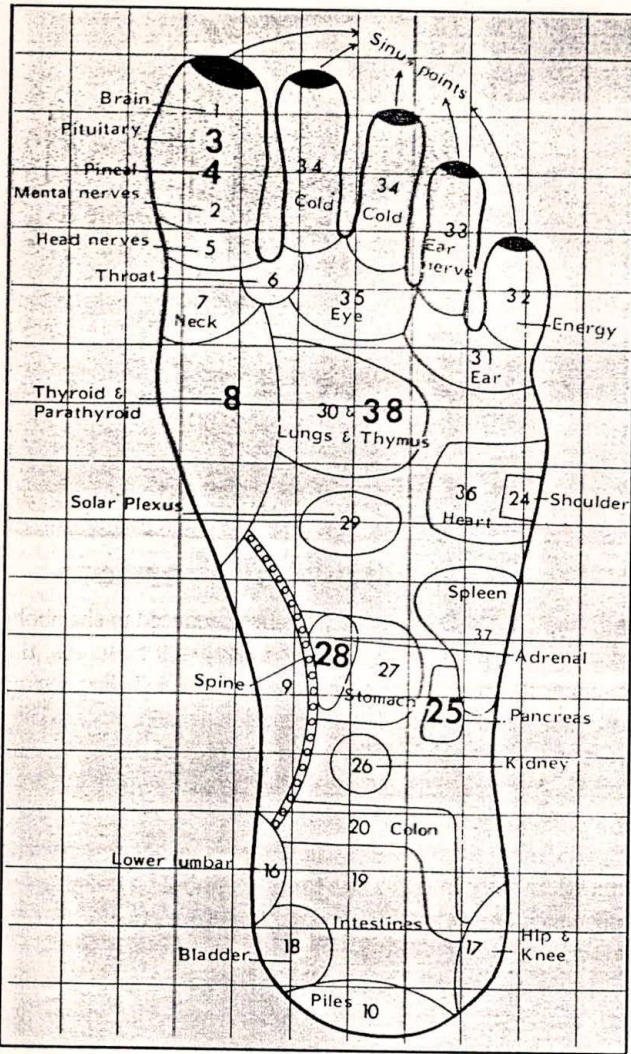 Sinus points
Brain
1
Pituitary
3
Pineal
4
34
Cold
34
Cold
Mental nerves
2
Head nerves
5
33
Ear
nerve
Throat
6
7
Neck
35
Eye
32
Energy
31
Ear
Thyroid &
Parathyroid
8
30 & 38
Lungs & Thymus
36
Heart
24
Shoulder
Solar Plexus
29
Spleen
37
28
27
Stomach
Adrenal
Spine
9
25
Pancreas
26
Kidney
20 Colon
Lower lumbar
16
19
Intestines
18
Bladder
17
Hip &
Knee
Piles
10